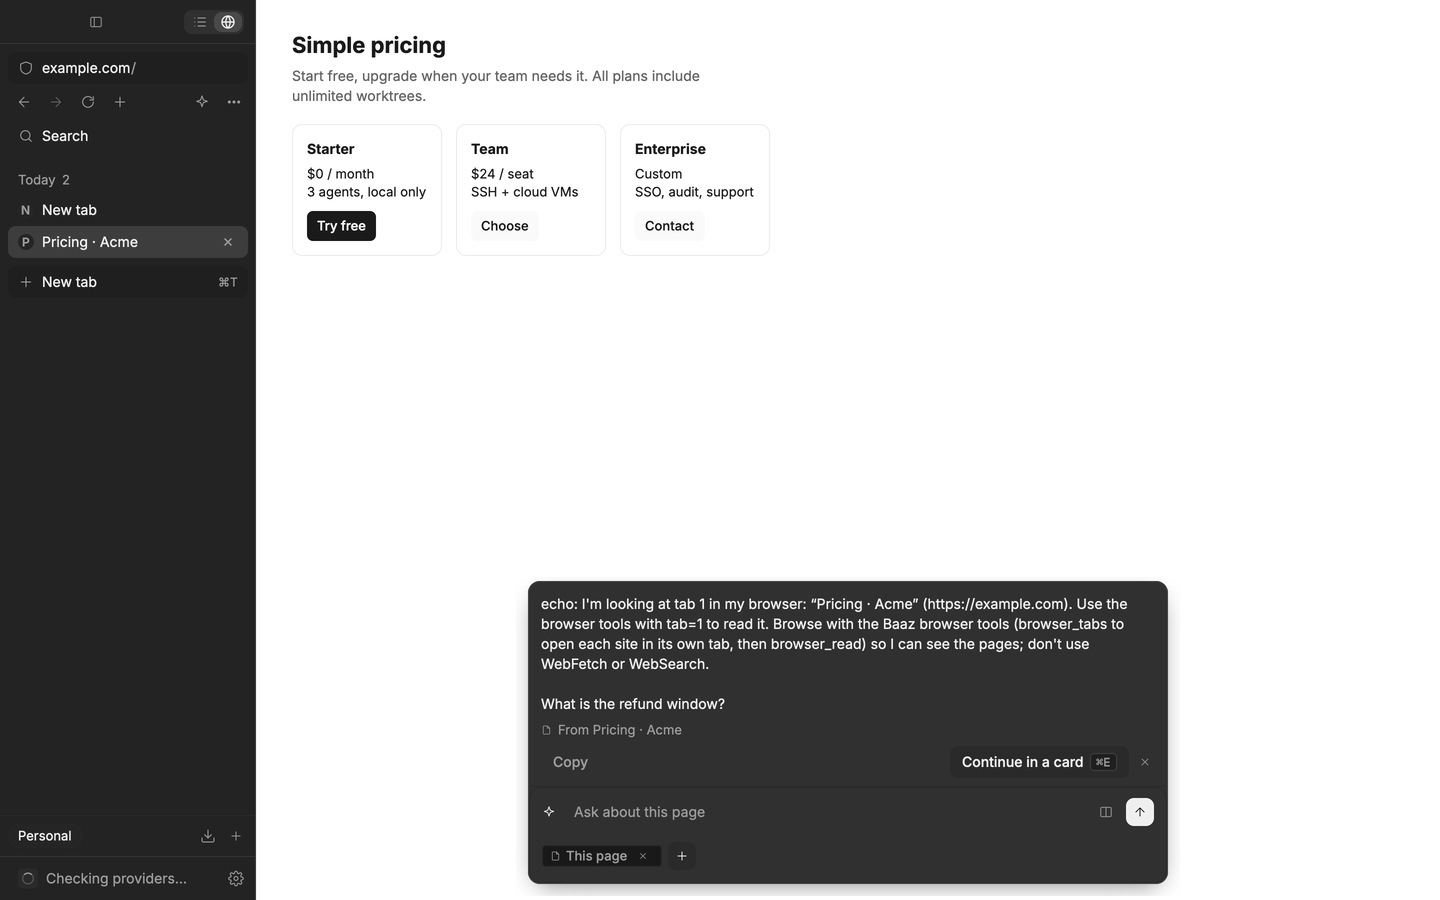 example.com/
Search
Today 2
N New tab
P Pricing · Acme
New tab ⌘T
Personal
Checking providers...
Simple pricing
Start free, upgrade when your team needs it. All plans include
unlimited worktrees.
Starter
$0 / month
3 agents, local only
Try free
Team
$24 / seat
SSH + cloud VMs
Choose
Enterprise
Custom
SSO, audit, support
Contact
echo: I'm looking at tab 1 in my browser: “Pricing · Acme” (https://example.com). Use the
browser tools with tab=1 to read it. Browse with the Baaz browser tools (browser_tabs to
open each site in its own tab, then browser_read) so I can see the pages; don't use
WebFetch or WebSearch.
What is the refund window?
From Pricing · Acme
Copy
Continue in a card ⌘E
Ask about this page
This page